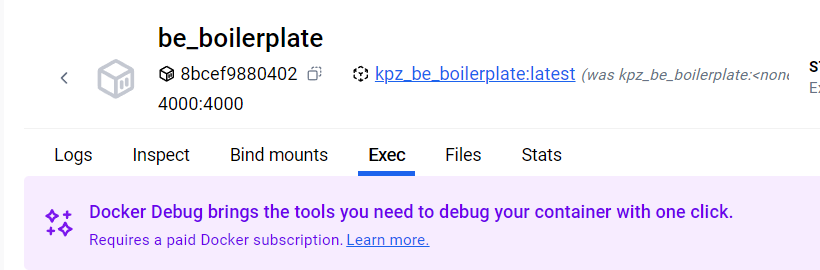 be_boilerplate
8bcef9880402 kpz_be_boilerplate:latest (was kpz_be_boilerplate:<none
4000:4000
Logs Inspect Bind mounts Exec Files Stats
Docker Debug brings the tools you need to debug your container with one click.
Requires a paid Docker subscription. Learn more.